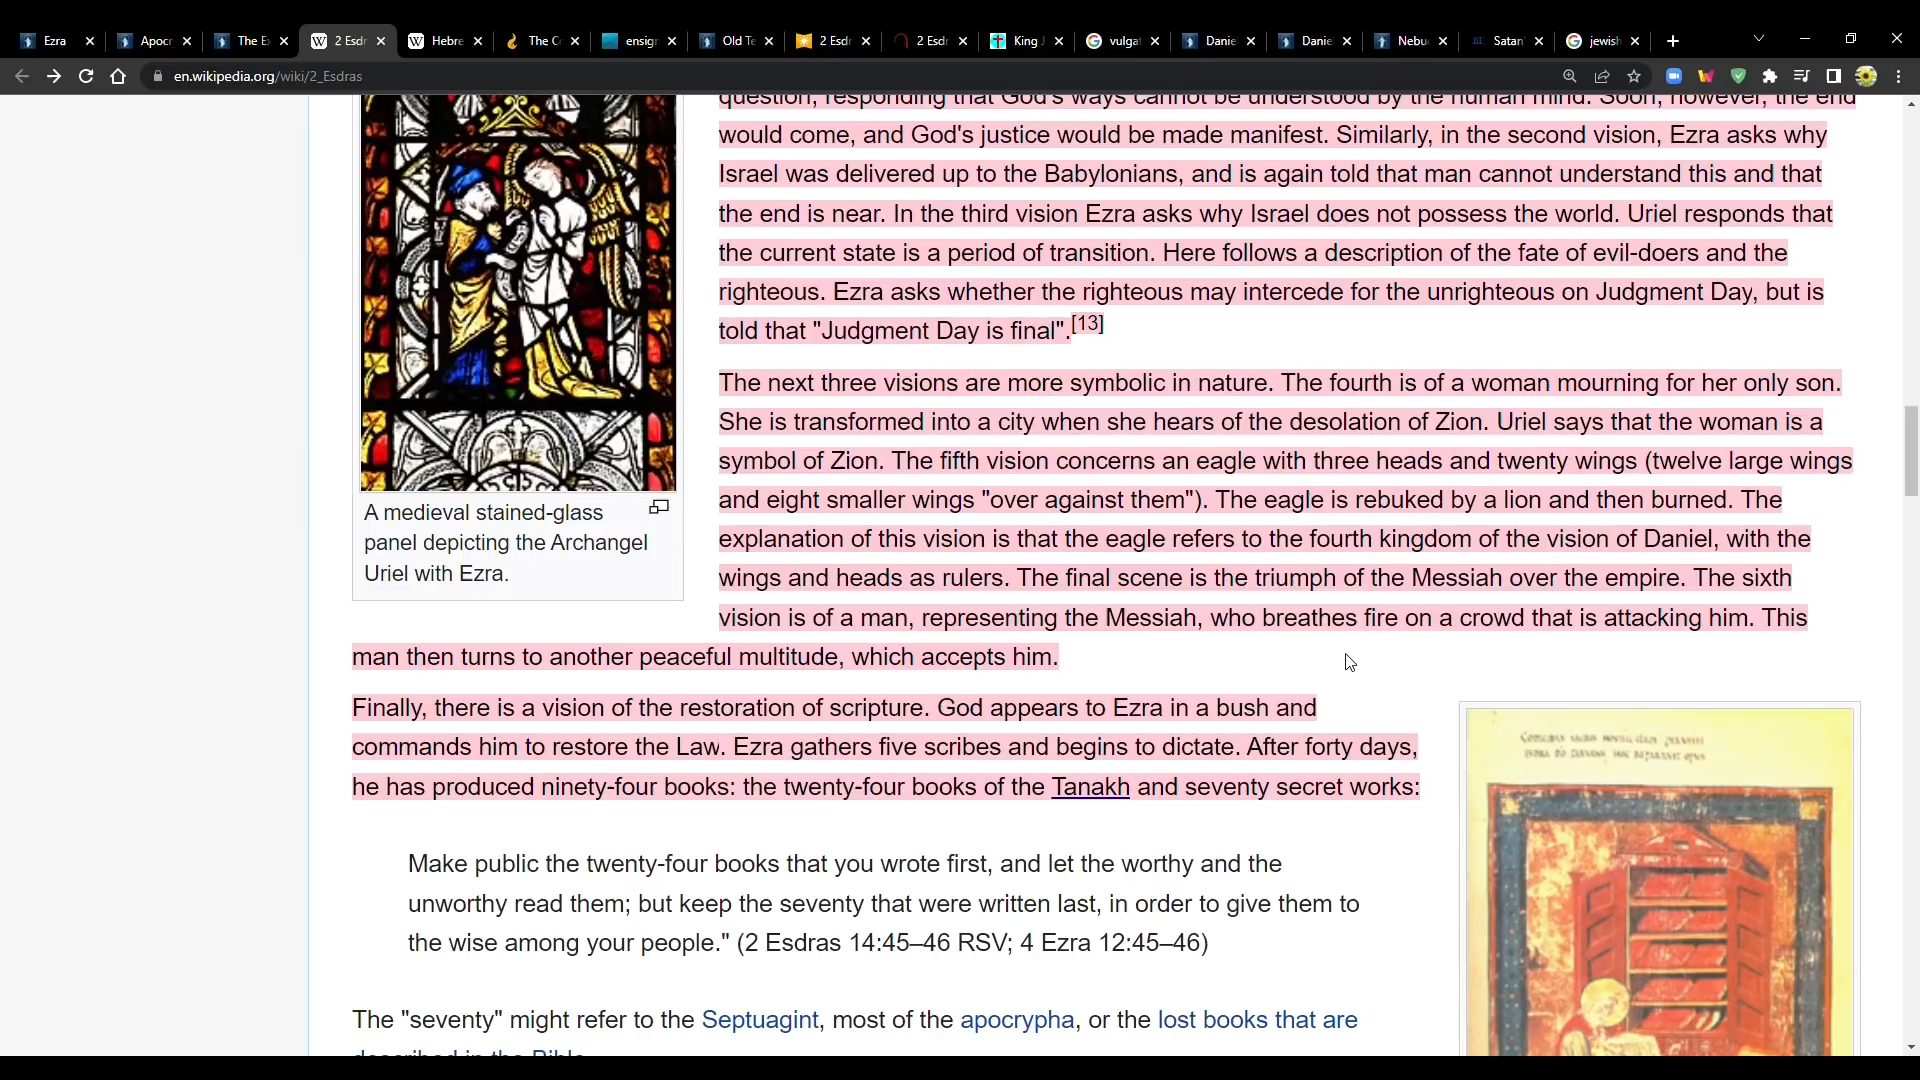 Ezra
Apocr
The E
2 Esdr
Hebre
The C
ensign
Old Te
2 Esdr
2 Esdr
King J
vulgat
Danie
Danie
Nebu
Satan'
jewish
en.wikipedia.org/wiki/2_Esdras
question, responding that God's ways cannot be understood by the human mind. Soon, however, the end
would come, and God's justice would be made manifest. Similarly, in the second vision, Ezra asks why
Israel was delivered up to the Babylonians, and is again told that man cannot understand this and that
the end is near. In the third vision Ezra asks why Israel does not possess the world. Uriel responds that
the current state is a period of transition. Here follows a description of the fate of evil-doers and the
righteous. Ezra asks whether the righteous may intercede for the unrighteous on Judgment Day, but is
told that "Judgment Day is final".[13]
The next three visions are more symbolic in nature. The fourth is of a woman mourning for her only son.
She is transformed into a city when she hears of the desolation of Zion. Uriel says that the woman is a
symbol of Zion. The fifth vision concerns an eagle with three heads and twenty wings (twelve large wings
and eight smaller wings "over against them"). The eagle is rebuked by a lion and then burned. The
explanation of this vision is that the eagle refers to the fourth kingdom of the vision of Daniel, with the
wings and heads as rulers. The final scene is the triumph of the Messiah over the empire. The sixth
vision is of a man, representing the Messiah, who breathes fire on a crowd that is attacking him. This
man then turns to another peaceful multitude, which accepts him.
A medieval stained-glass
panel depicting the Archangel
Uriel with Ezra.
Finally, there is a vision of the restoration of scripture. God appears to Ezra in a bush and
commands him to restore the Law. Ezra gathers five scribes and begins to dictate. After forty days,
he has produced ninety-four books: the twenty-four books of the Tanakh and seventy secret works:
Make public the twenty-four books that you wrote first, and let the worthy and the
unworthy read them; but keep the seventy that were written last, in order to give them to
the wise among your people." (2 Esdras 14:45–46 RSV; 4 Ezra 12:45–46)
The "seventy" might refer to the Septuagint, most of the apocrypha, or the lost books that are
described in the Bible